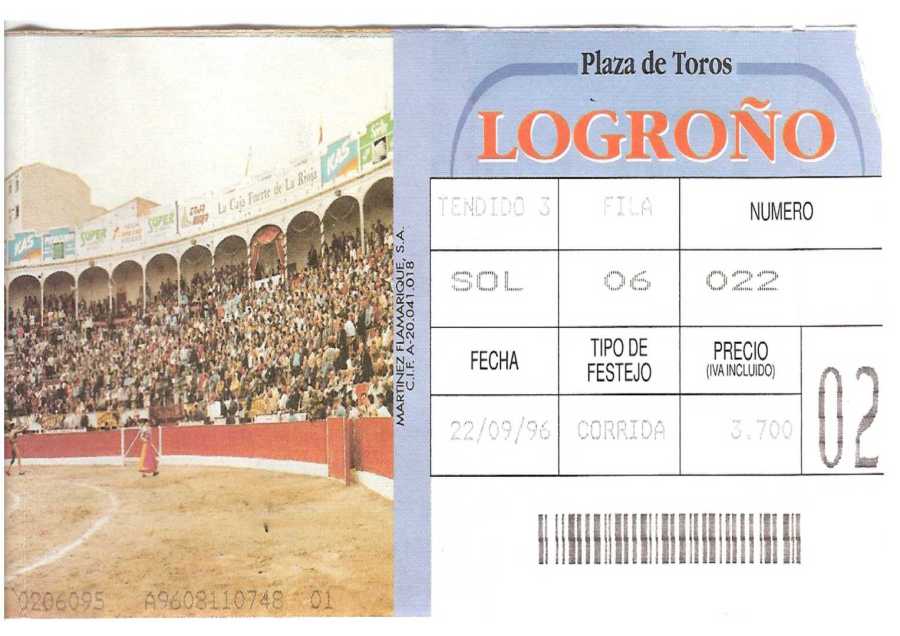 Plaza de Toros
LOGROÑO
TENDIDO 3 FILA NUMERO
SOL 06 022
FECHA TIPO DE FESTEJO PRECIO (IVA INCLUIDO)
22/09/96 CORRIDA 3.700
02
MARTINEZ FLAMARIQUE, S.A.
C.I.F. A-20.041.018
KAS
SUPER
SUPER
La Caja Fuerte de La Rioja
KAS
0206095 A9608110748 01